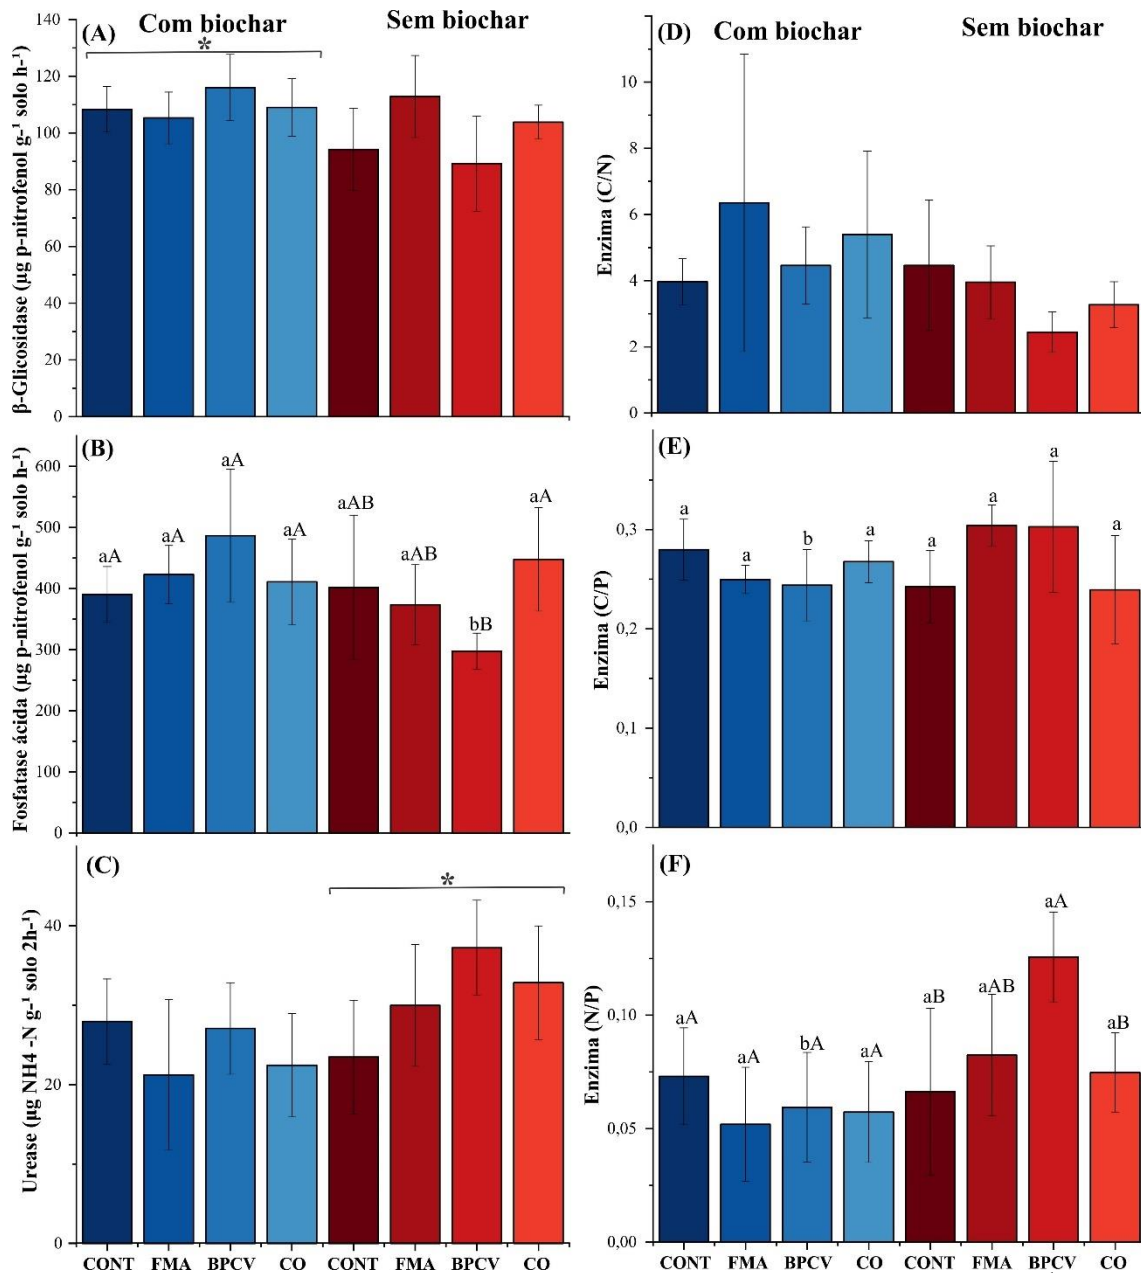 (A) Com biochar Sem biochar
*
β-Glicosidase (µg p-nitrofenol g-¹ solo h-¹)
140
120
100
80
60
40
20
0
(B)
Fosfatase ácida (µg p-nitrofenol g-¹ solo h-¹)
600
500
400
300
200
100
0
aA aA aA aA aAB aAB bB aA
(C)
*
Urease (µg NH4 -N g-¹ solo 2h-¹)
40
20
0
CONT FMA BPCV CO CONT FMA BPCV CO
(D) Com biochar Sem biochar
Enzima (C/N)
10
8
6
4
2
0
(E)
Enzima (C/P)
0,3
0,2
0,1
0,0
a a b a a a a a
(F)
Enzima (N/P)
0,15
0,10
0,05
0,00
aA aA bA aA aB aAB aA aB
CONT FMA BPCV CO CONT FMA BPCV CO